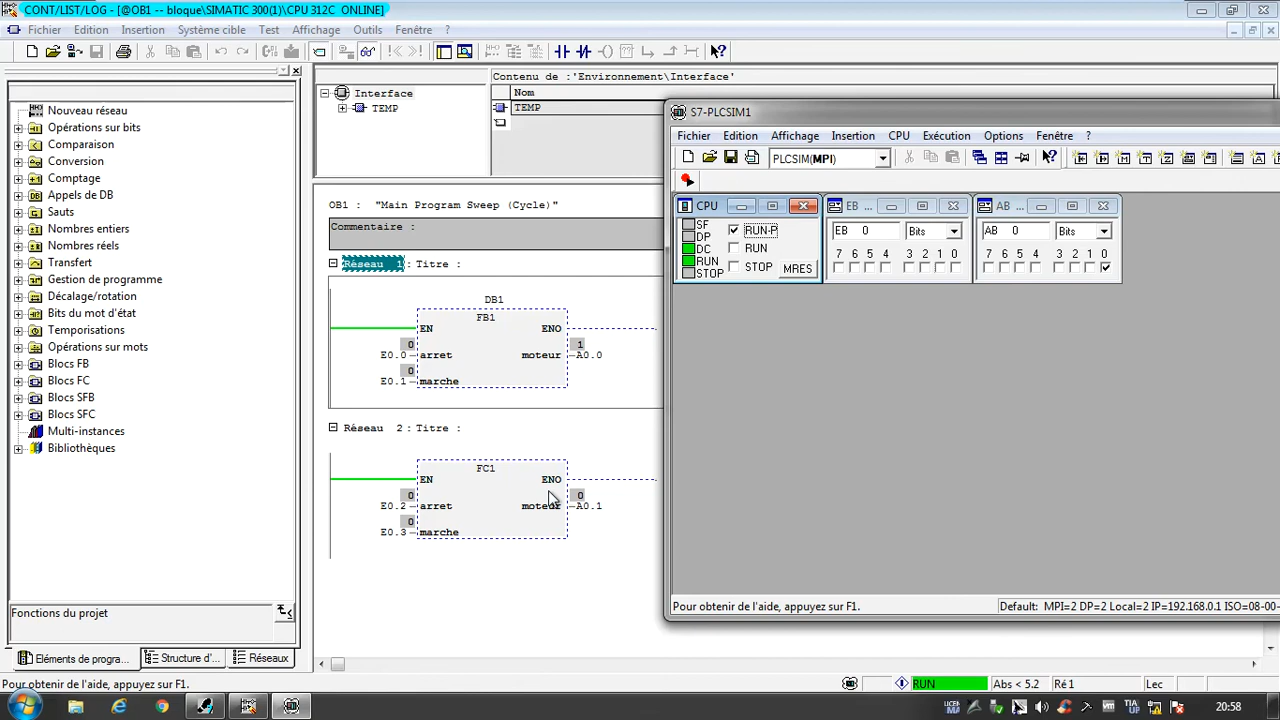 CONT/LIST/LOG - [@OB1 -- bloque\SIMATIC 300(1)\CPU 312C ONLINE]
Fichier Edition Insertion Système cible Test Affichage Outils Fenêtre ?
Nouveau réseau
Opérations sur bits
Comparaison
Conversion
Comptage
Appels de DB
Sauts
Nombres entiers
Nombres réels
Transfert
Gestion de programme
Décalage/rotation
Bits du mot d'état
Temporisations
Opérations sur mots
Blocs FB
Blocs FC
Blocs SFB
Blocs SFC
Multi-instances
Bibliothèques
Fonctions du projet
Eléments de progra... Structure d'... Réseaux
Interface
TEMP
Contenu de :'Environnement\Interface'
Nom
TEMP
OB1 : "Main Program Sweep (Cycle)"
Commentaire :
Réseau 1 : Titre :
DB1
FB1
EN ENO
0 1
E0.0 arret moteur A0.0
0
E0.1 marche
Réseau 2 : Titre :
FC1
EN ENO
0 0
E0.2 arret moteur A0.1
0
E0.3 marche
S7-PLCSIM1
Fichier Edition Affichage Insertion CPU Exécution Options Fenêtre ?
PLCSIM(MPI)
CPU
SF
DP
DC
RUN
STOP
RUN-P
RUN
STOP MRES
EB ...
EB 0 Bits
7 6 5 4 3 2 1 0
AB ...
AB 0 Bits
7 6 5 4 3 2 1 0
Pour obtenir de l'aide, appuyez sur F1. Default: MPI=2 DP=2 Local=2 IP=192.168.0.1 ISO=08-00-
Pour obtenir de l'aide, appuyez sur F1. RUN Abs < 5.2 Ré 1 Lec
20:58